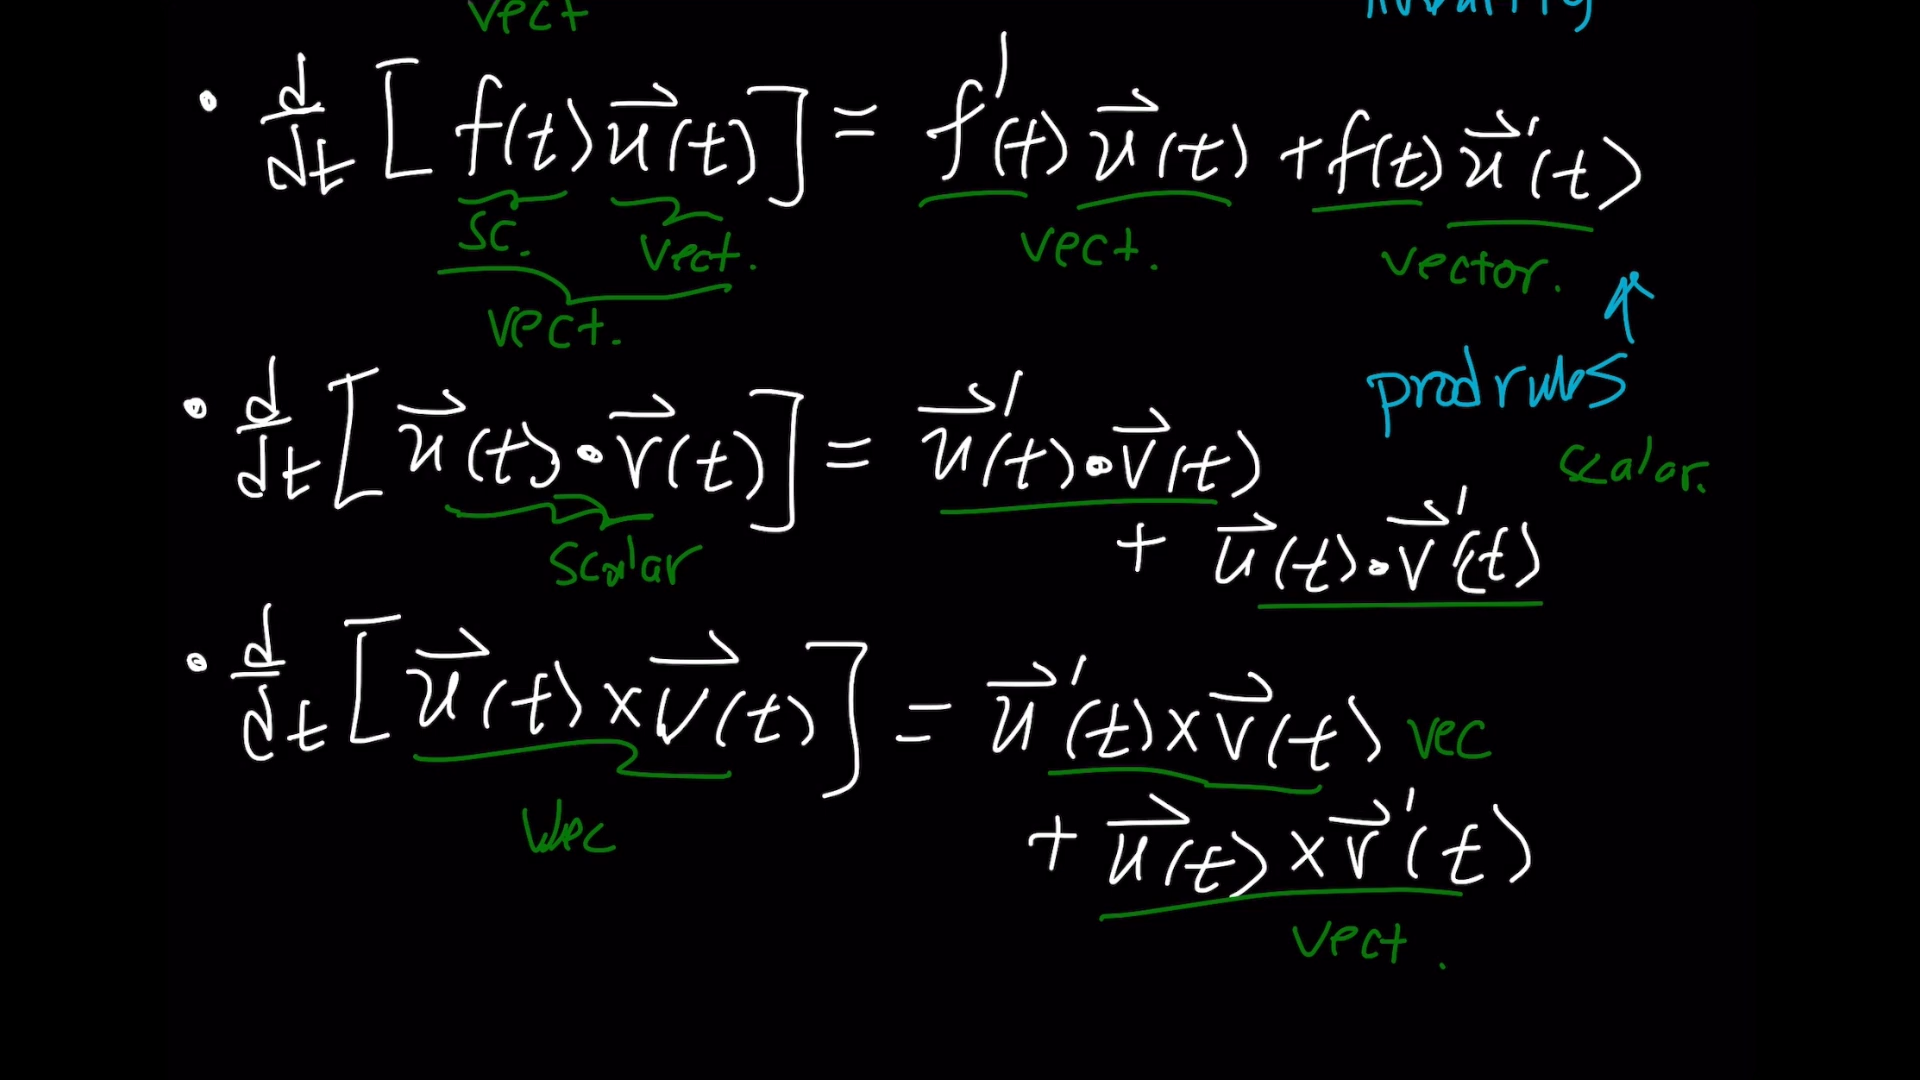 vect
• d/dt [f(t) u⃗(t)] = f'(t) u⃗(t) + f(t) u⃗'(t)
sc. vect. vect. vector.
vect.
prod rules
• d/dt [u⃗(t) • v⃗(t)] = u⃗'(t) • v⃗(t)
scalar.
+ u⃗(t) • v⃗'(t)
scalar
• d/dt [u⃗(t) × v⃗(t)] = u⃗'(t) × v⃗(t) vec
vec
+ u⃗(t) × v⃗'(t)
vect.